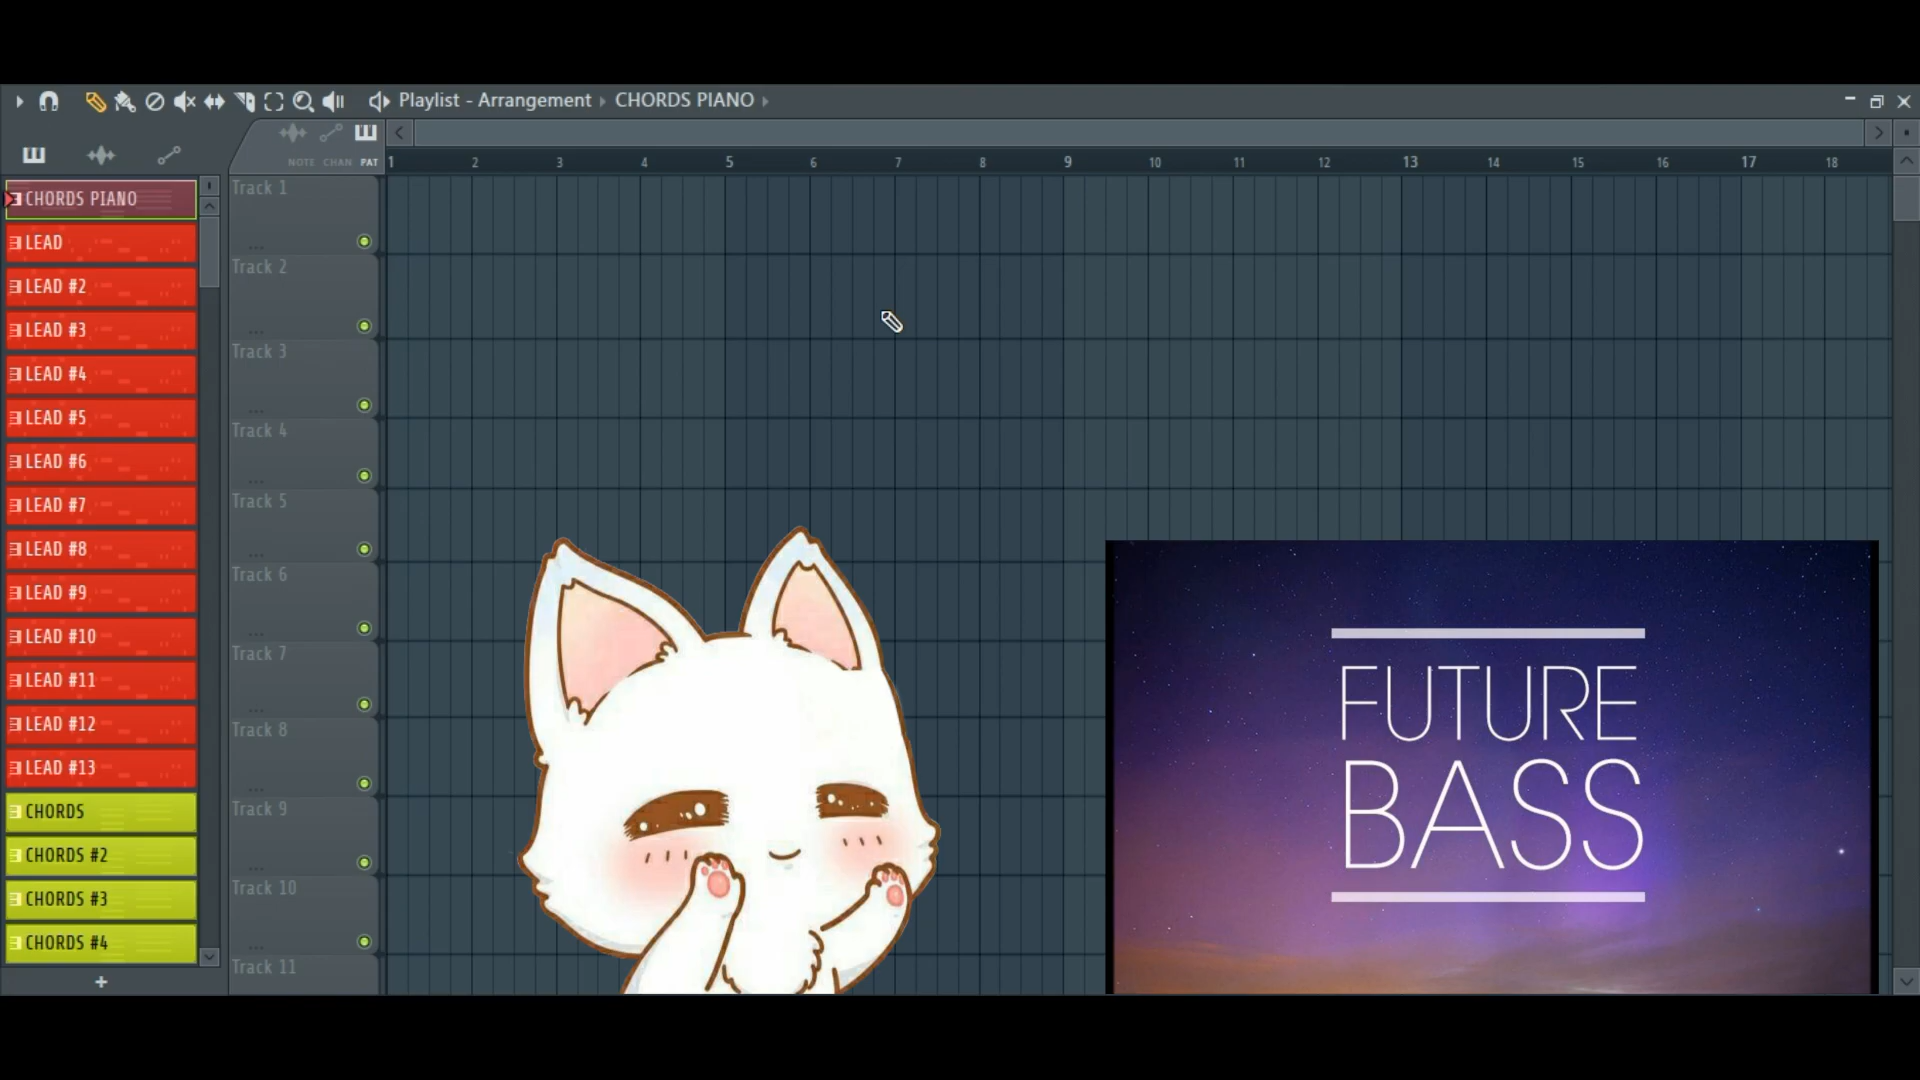 Playlist - Arrangement › CHORDS PIANO ›
NOTE CHAN PAT
1 2 3 4 5 6 7 8 9 10 11 12 13 14 15 16 17 18
CHORDS PIANO
LEAD
LEAD #2
LEAD #3
LEAD #4
LEAD #5
LEAD #6
LEAD #7
LEAD #8
LEAD #9
LEAD #10
LEAD #11
LEAD #12
LEAD #13
CHORDS
CHORDS #2
CHORDS #3
CHORDS #4
+
Track 1
Track 2
Track 3
Track 4
Track 5
Track 6
Track 7
Track 8
Track 9
Track 10
Track 11
FUTURE
BASS